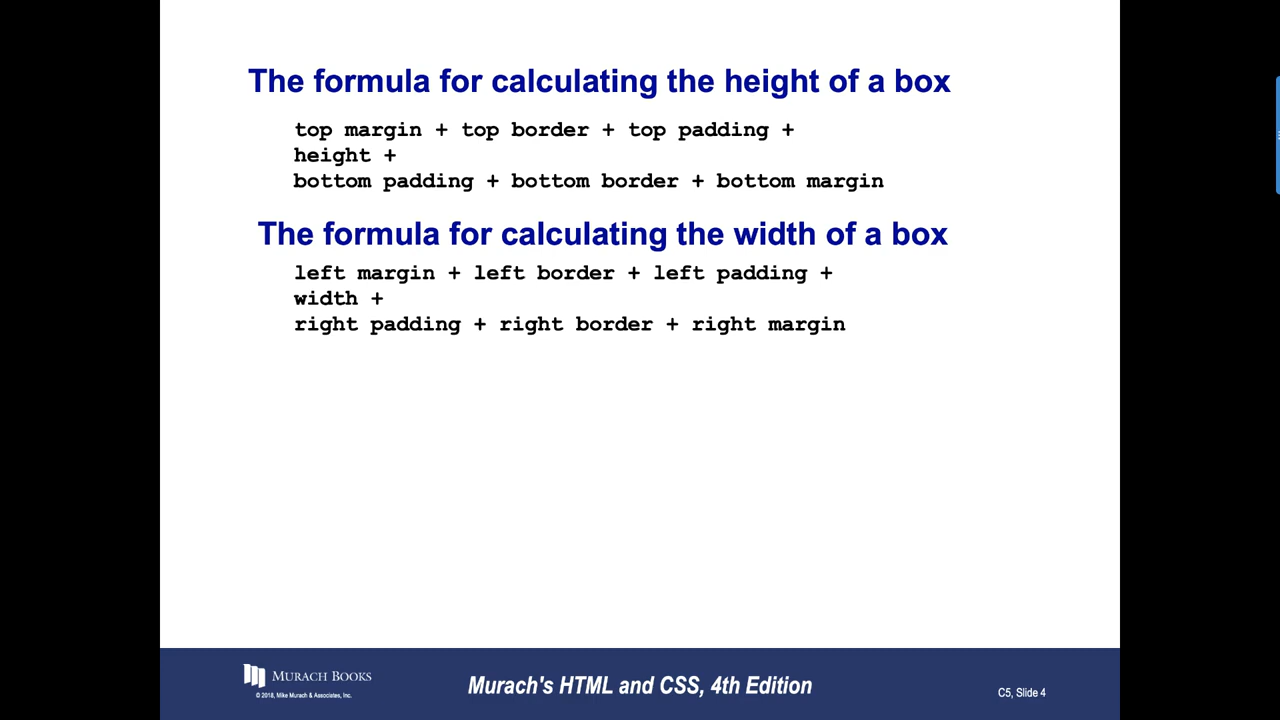 The formula for calculating the height of a box
top margin + top border + top padding +
height +
bottom padding + bottom border + bottom margin
The formula for calculating the width of a box
left margin + left border + left padding +
width +
right padding + right border + right margin
MURACH BOOKS
© 2018, Mike Murach & Associates, Inc.
Murach's HTML and CSS, 4th Edition
C5, Slide 4